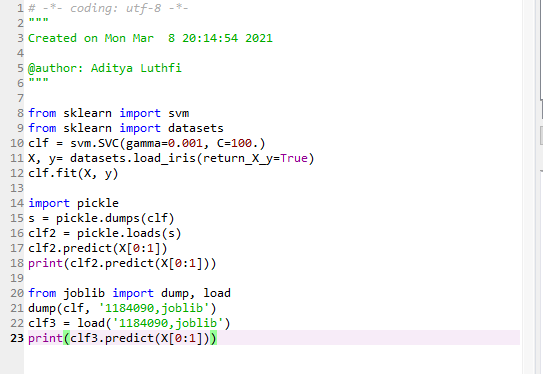 1 # -*- coding: utf-8 -*-
2 """
3 Created on Mon Mar  8 20:14:54 2021
4
5 @author: Aditya Luthfi
6 """
7
8 from sklearn import svm
9 from sklearn import datasets
10 clf = svm.SVC(gamma=0.001, C=100.)
11 X, y= datasets.load_iris(return_X_y=True)
12 clf.fit(X, y)
13
14 import pickle
15 s = pickle.dumps(clf)
16 clf2 = pickle.loads(s)
17 clf2.predict(X[0:1])
18 print(clf2.predict(X[0:1]))
19
20 from joblib import dump, load
21 dump(clf, '1184090,joblib')
22 clf3 = load('1184090,joblib')
23 print(clf3.predict(X[0:1]))